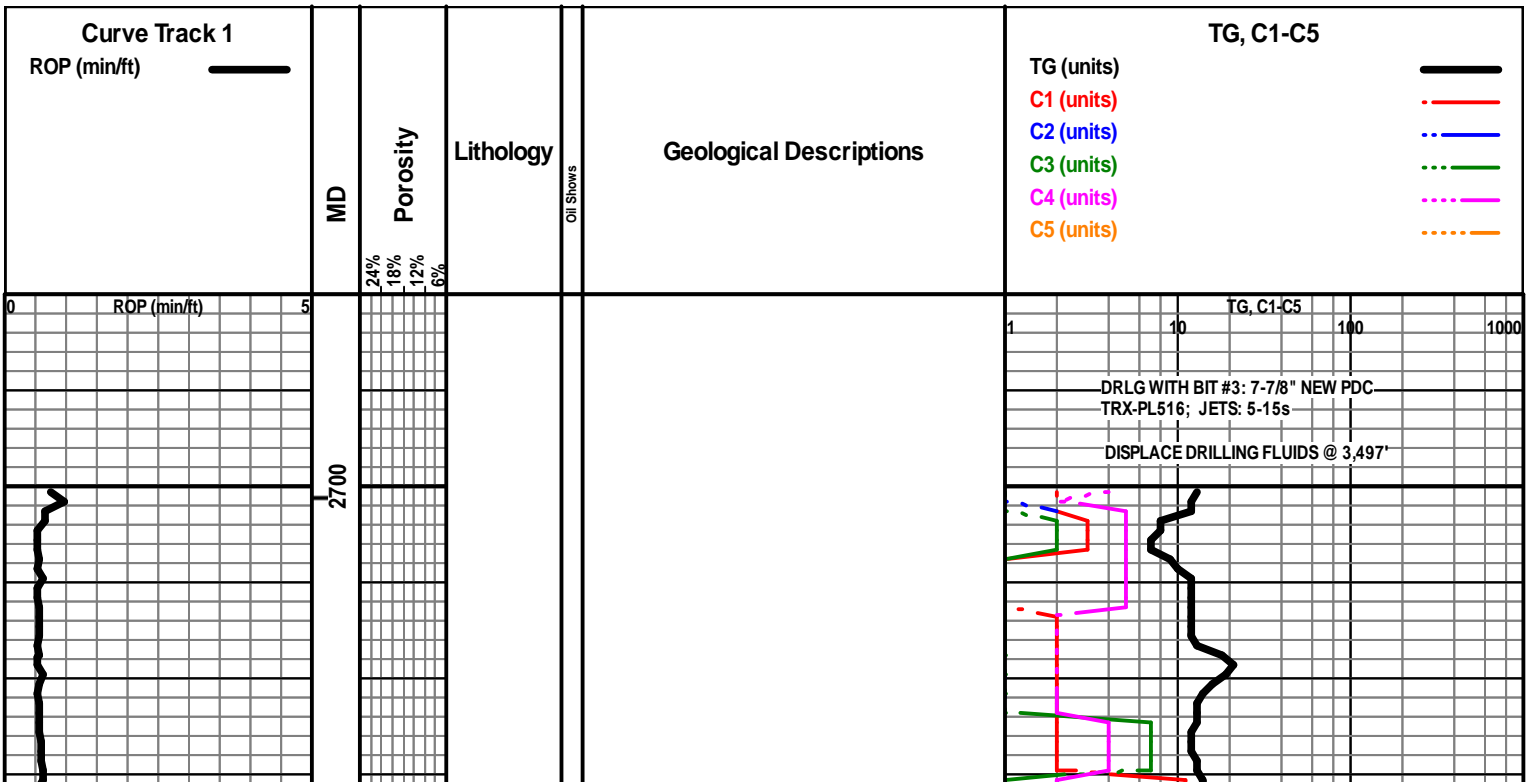 Curve Track 1
ROP (min/ft)
MD
Porosity
24%
18%
12%
6%
Lithology
Oil Shows
Geological Descriptions
TG, C1-C5
TG (units)
C1 (units)
C2 (units)
C3 (units)
C4 (units)
C5 (units)
0 ROP (min/ft) 5
TG, C1-C5
1 10 100 1000
DRLG WITH BIT #3: 7-7/8" NEW PDC
TRX-PL516; JETS: 5-15s
DISPLACE DRILLING FLUIDS @ 3,497'
2700